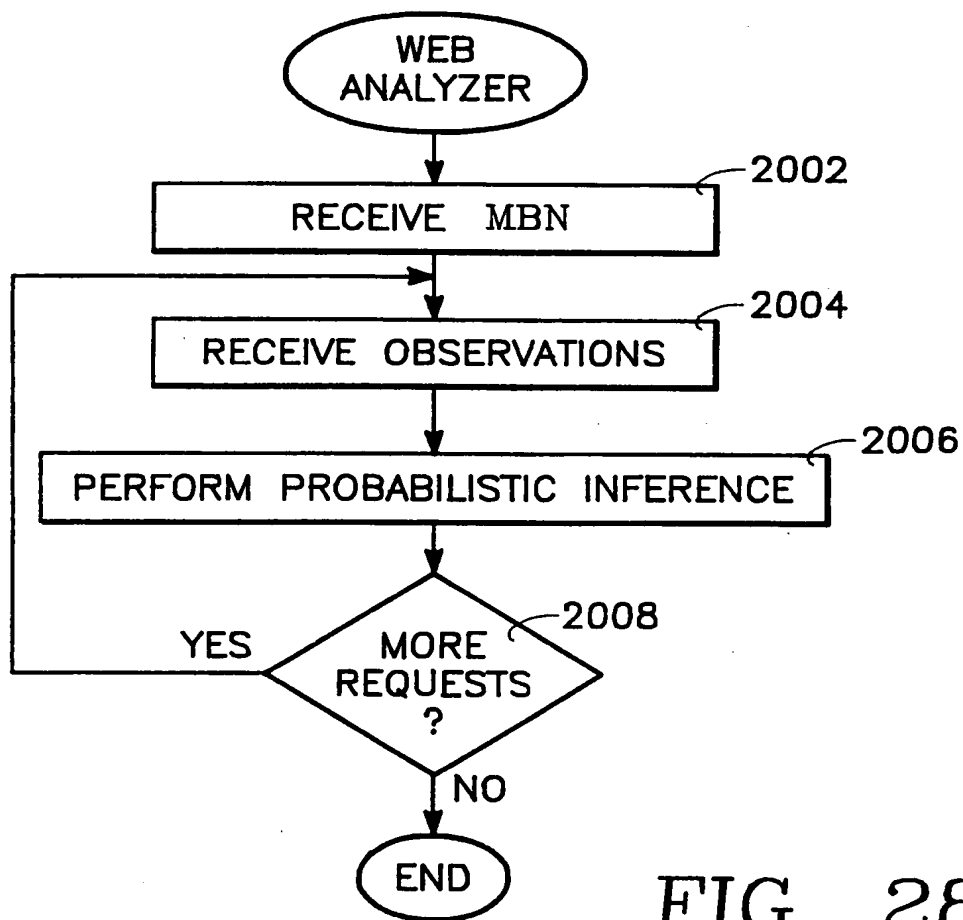 WEB
ANALYZER
2002
RECEIVE MBN
2004
RECEIVE OBSERVATIONS
2006
PERFORM PROBABILISTIC INFERENCE
2008
YES
MORE
REQUESTS
?
NO
END
FIG. 28